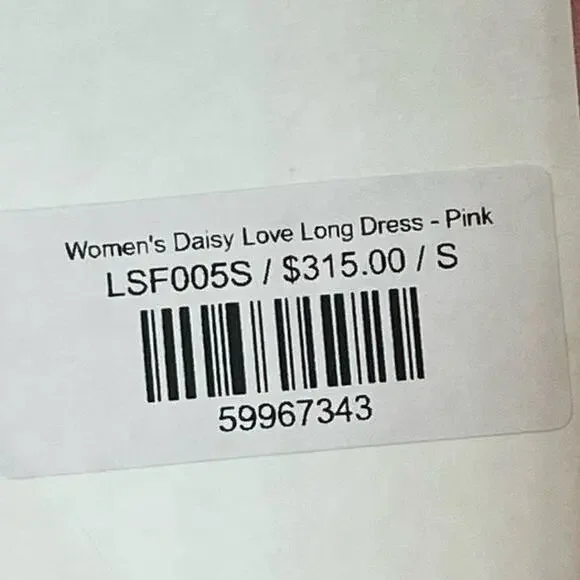 Women's Daisy Love Long Dress - Pink
LSF005S / $315.00 / S
59967343